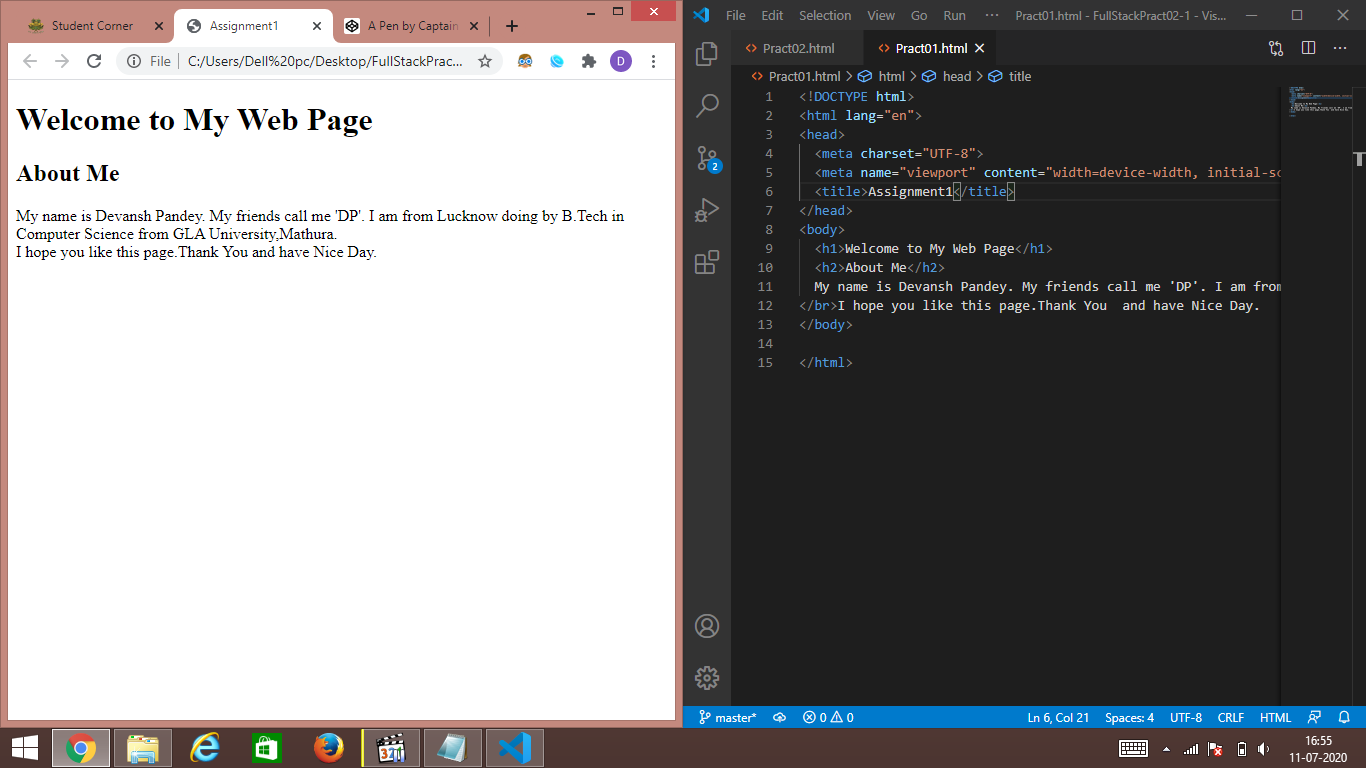 Student Corner
Assignment1
A Pen by Captain
File
C:/Users/Dell%20pc/Desktop/FullStackPrac...
D
Welcome to My Web Page
About Me
My name is Devansh Pandey. My friends call me 'DP'. I am from Lucknow doing by B.Tech in
Computer Science from GLA University,Mathura.
I hope you like this page.Thank You and have Nice Day.
File Edit Selection View Go Run ··· Pract01.html - FullStackPract02-1 - Vis...
Pract02.html
Pract01.html
Pract01.html > html > head > title
1 <!DOCTYPE html>
2 <html lang="en">
3 <head>
4 <meta charset="UTF-8">
5 <meta name="viewport" content="width=device-width, initial-sc
6 <title>Assignment1</title>
7 </head>
8 <body>
9 <h1>Welcome to My Web Page</h1>
10 <h2>About Me</h2>
11 My name is Devansh Pandey. My friends call me 'DP'. I am from
12 </br>I hope you like this page.Thank You  and have Nice Day.
13 </body>
14
15 </html>
2
master* 0 0 Ln 6, Col 21 Spaces: 4 UTF-8 CRLF HTML
321
16:55
11-07-2020